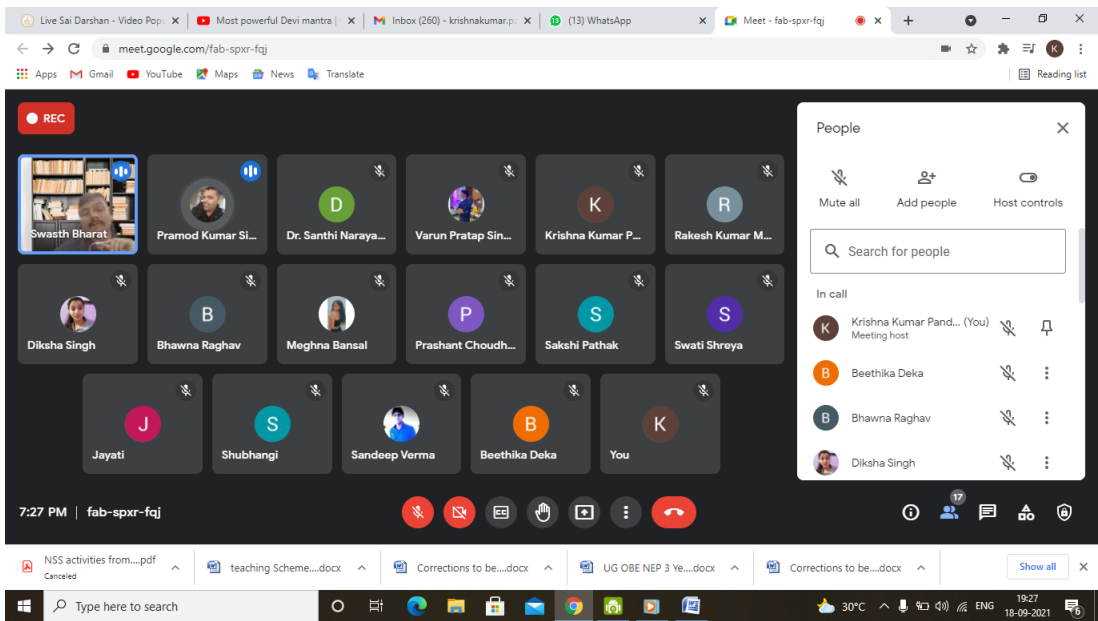 Live Sai Darshan - Video Pop
Most powerful Devi mantra |
Inbox (260) - krishnakumar.p
(13) WhatsApp
Meet - fab-spxr-fqj
meet.google.com/fab-spxr-fqj
K
Apps
Gmail
YouTube
Maps
News
Translate
Reading list
REC
People
Mute all
Add people
Host controls
Search for people
In call
Swasth Bharat
Pramod Kumar Si...
D
Dr. Santhi Naraya...
Varun Pratap Sin...
K
Krishna Kumar P...
R
Rakesh Kumar M...
Diksha Singh
B
Bhawna Raghav
Meghna Bansal
P
Prashant Choudh...
S
Sakshi Pathak
S
Swati Shreya
J
Jayati
S
Shubhangi
Sandeep Verma
B
Beethika Deka
K
You
K
Krishna Kumar Pand... (You)
Meeting host
B
Beethika Deka
B
Bhawna Raghav
Diksha Singh
7:27 PM | fab-spxr-fqj
CC
17
NSS activities from....pdf
Canceled
teaching Scheme....docx
Corrections to be....docx
UG OBE NEP 3 Ye....docx
Corrections to be....docx
Show all
Type here to search
30°C
ENG
19:27
18-09-2021
6